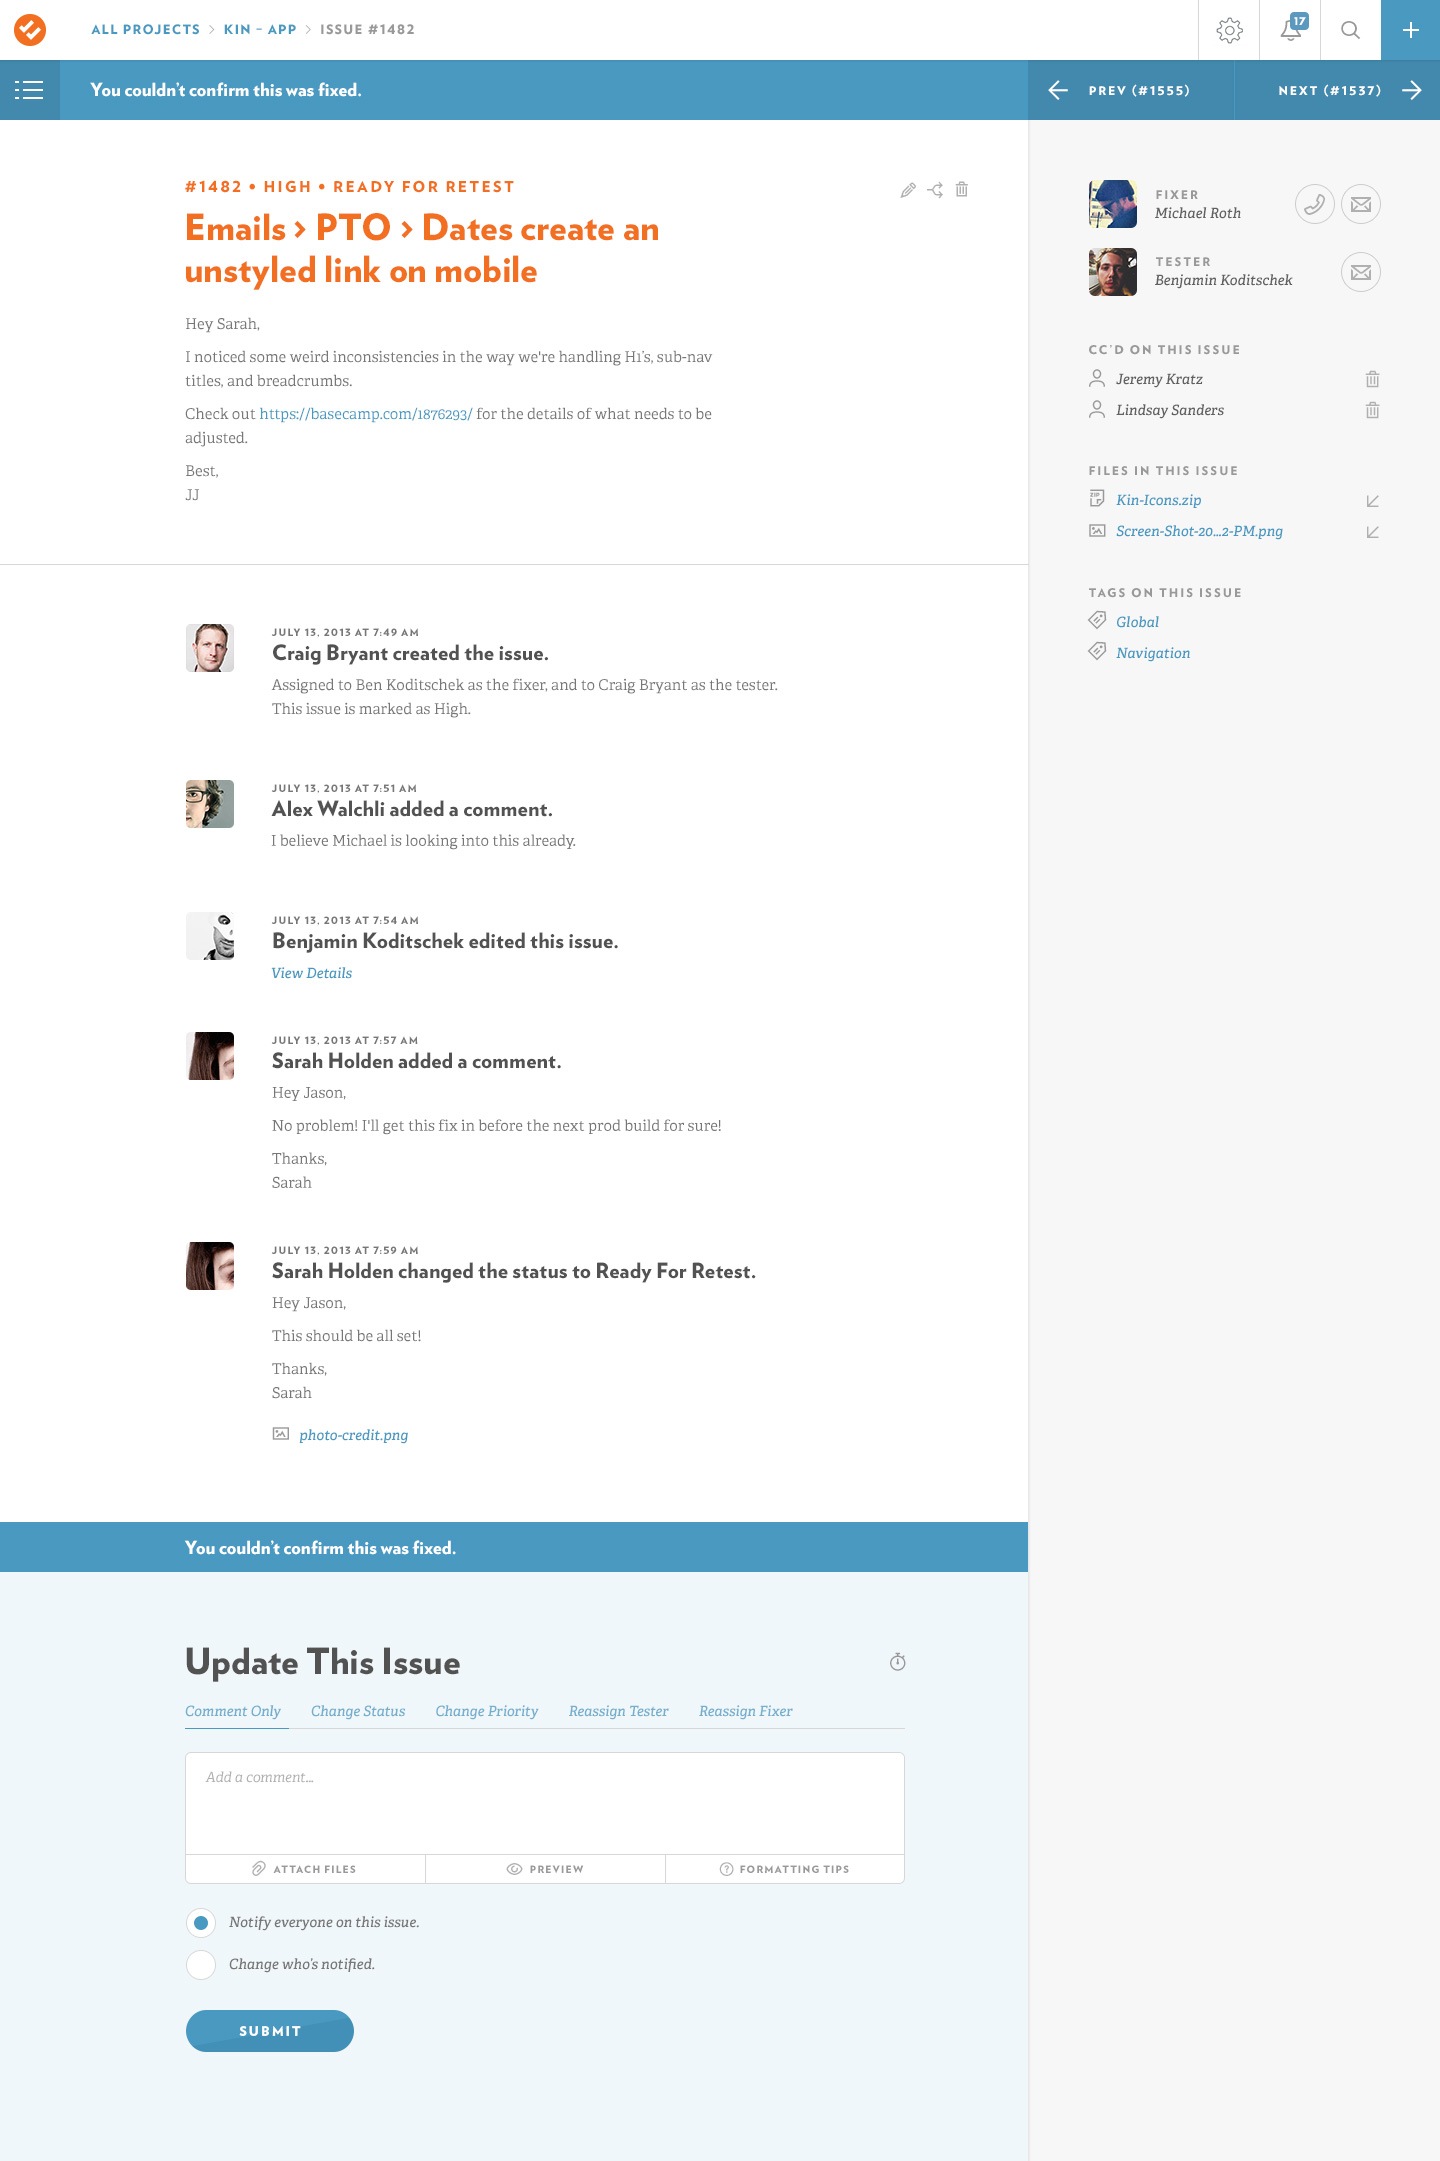 ALL PROJECTS > KIN – APP > ISSUE #1482
17
You couldn't confirm this was fixed.
PREV (#1555)
NEXT (#1537)
#1482 • HIGH • READY FOR RETEST
Emails › PTO › Dates create an
unstyled link on mobile
Hey Sarah,
I noticed some weird inconsistencies in the way we're handling H1's, sub-nav
titles, and breadcrumbs.
Check out https://basecamp.com/1876293/ for the details of what needs to be
adjusted.
Best,
JJ
FIXER
Michael Roth
TESTER
Benjamin Koditschek
CC'D ON THIS ISSUE
Jeremy Kratz
Lindsay Sanders
FILES IN THIS ISSUE
ZIP
Kin-Icons.zip
Screen-Shot-20...2-PM.png
TAGS ON THIS ISSUE
Global
Navigation
JULY 13, 2013 AT 7:49 AM
Craig Bryant created the issue.
Assigned to Ben Koditschek as the fixer, and to Craig Bryant as the tester.
This issue is marked as High.
JULY 13, 2013 AT 7:51 AM
Alex Walchli added a comment.
I believe Michael is looking into this already.
JULY 13, 2013 AT 7:54 AM
Benjamin Koditschek edited this issue.
View Details
JULY 13, 2013 AT 7:57 AM
Sarah Holden added a comment.
Hey Jason,
No problem! I'll get this fix in before the next prod build for sure!
Thanks,
Sarah
JULY 13, 2013 AT 7:59 AM
Sarah Holden changed the status to Ready For Retest.
Hey Jason,
This should be all set!
Thanks,
Sarah
photo-credit.png
You couldn't confirm this was fixed.
Update This Issue
Comment Only Change Status Change Priority Reassign Tester Reassign Fixer
Add a comment...
ATTACH FILES
PREVIEW
FORMATTING TIPS
Notify everyone on this issue.
Change who's notified.
SUBMIT